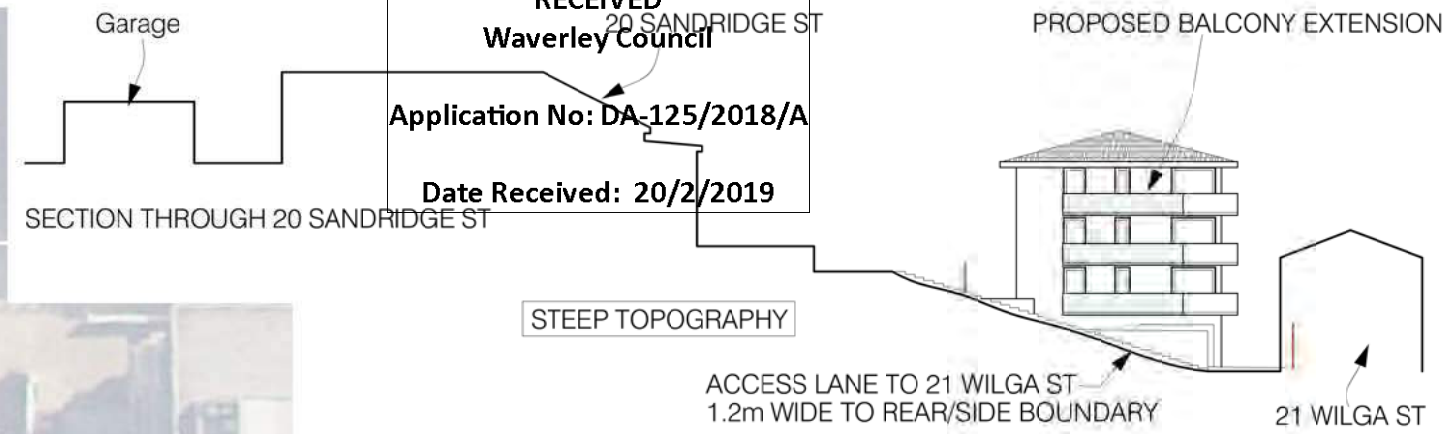 RECEIVED
Waverley Council
Application No: DA-125/2018/A
Date Received: 20/2/2019
Garage
20 SANDRIDGE ST
PROPOSED BALCONY EXTENSION
SECTION THROUGH 20 SANDRIDGE ST
STEEP TOPOGRAPHY
ACCESS LANE TO 21 WILGA ST
1.2m WIDE TO REAR/SIDE BOUNDARY
21 WILGA ST